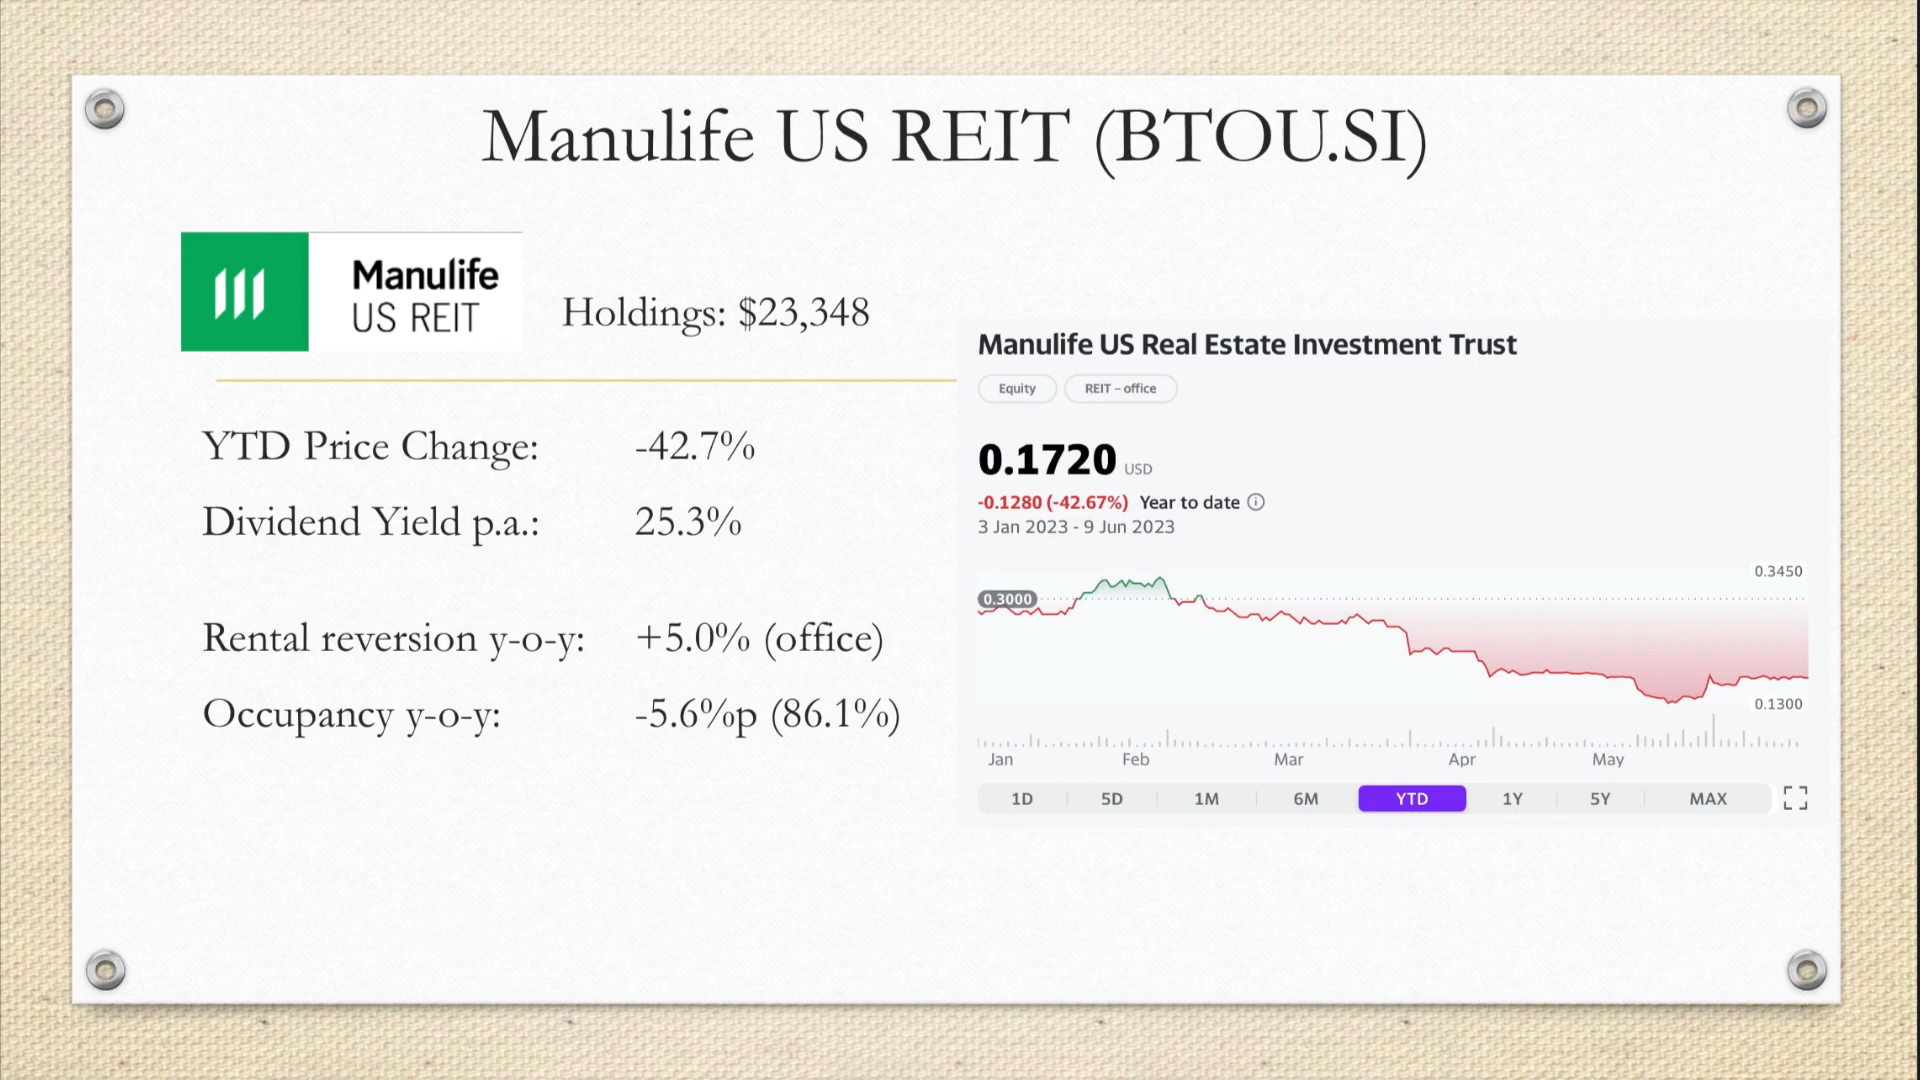 Manulife US REIT (BTOU.SI)
Manulife
US REIT
Holdings: $23,348
YTD Price Change: -42.7%
Dividend Yield p.a.: 25.3%
Rental reversion y-o-y: +5.0% (office)
Occupancy y-o-y: -5.6%p (86.1%)
Manulife US Real Estate Investment Trust
Equity REIT – office
0.1720 USD
-0.1280 (-42.67%) Year to date
3 Jan 2023 - 9 Jun 2023
0.3450
0.3000
0.1300
Jan Feb Mar Apr May
1D 5D 1M 6M YTD 1Y 5Y MAX